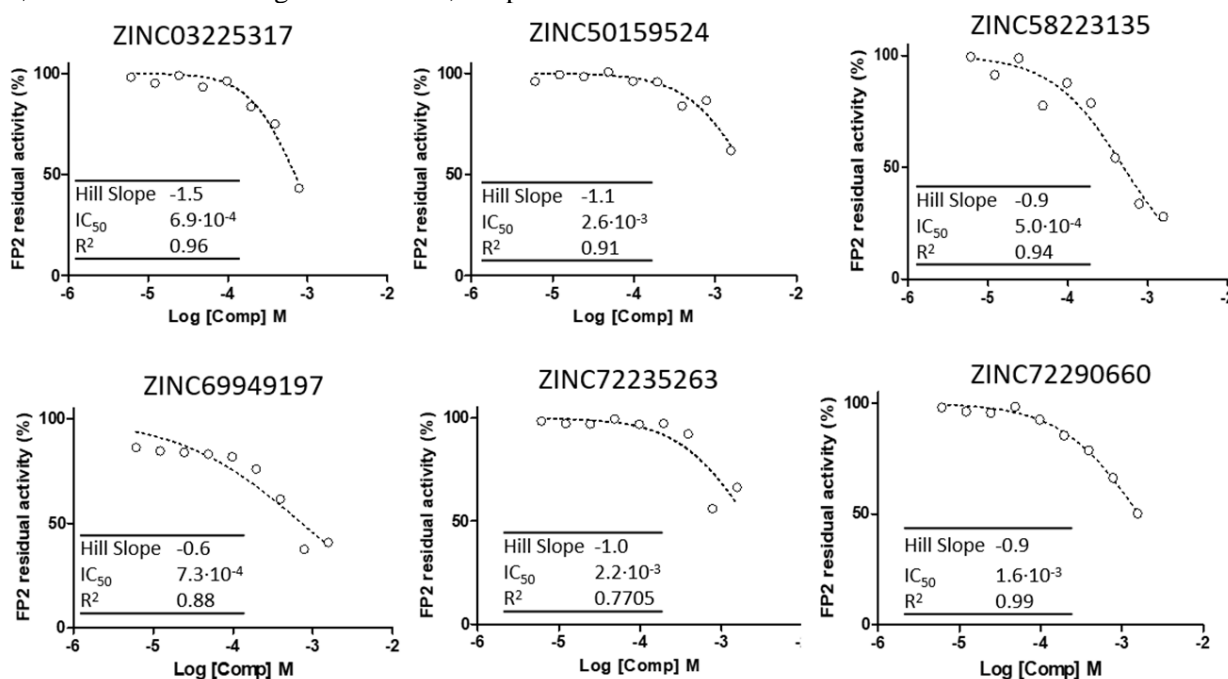 ZINC03225317
FP2 residual activity (%)
100
50
0
Hill Slope -1.5
IC50 6.9·10-4
R2 0.96
-6 -5 -4 -3 -2
Log [Comp] M
ZINC50159524
FP2 residual activity (%)
100
50
0
Hill Slope -1.1
IC50 2.6·10-3
R2 0.91
-6 -5 -4 -3 -2
Log [Comp] M
ZINC58223135
FP2 residual activity (%)
100
50
0
Hill Slope -0.9
IC50 5.0·10-4
R2 0.94
-6 -5 -4 -3 -2
Log [Comp] M
ZINC69949197
FP2 residual activity (%)
100
50
0
Hill Slope -0.6
IC50 7.3·10-4
R2 0.88
-6 -5 -4 -3 -2
Log [Comp] M
ZINC72235263
FP2 residual activity (%)
100
50
0
Hill Slope -1.0
IC50 2.2·10-3
R2 0.7705
-6 -5 -4 -3
Log [Comp] M
ZINC72290660
FP2 residual activity (%)
100
50
0
Hill Slope -0.9
IC50 1.6·10-3
R2 0.99
-6 -5 -4 -3 -2
Log [Comp] M